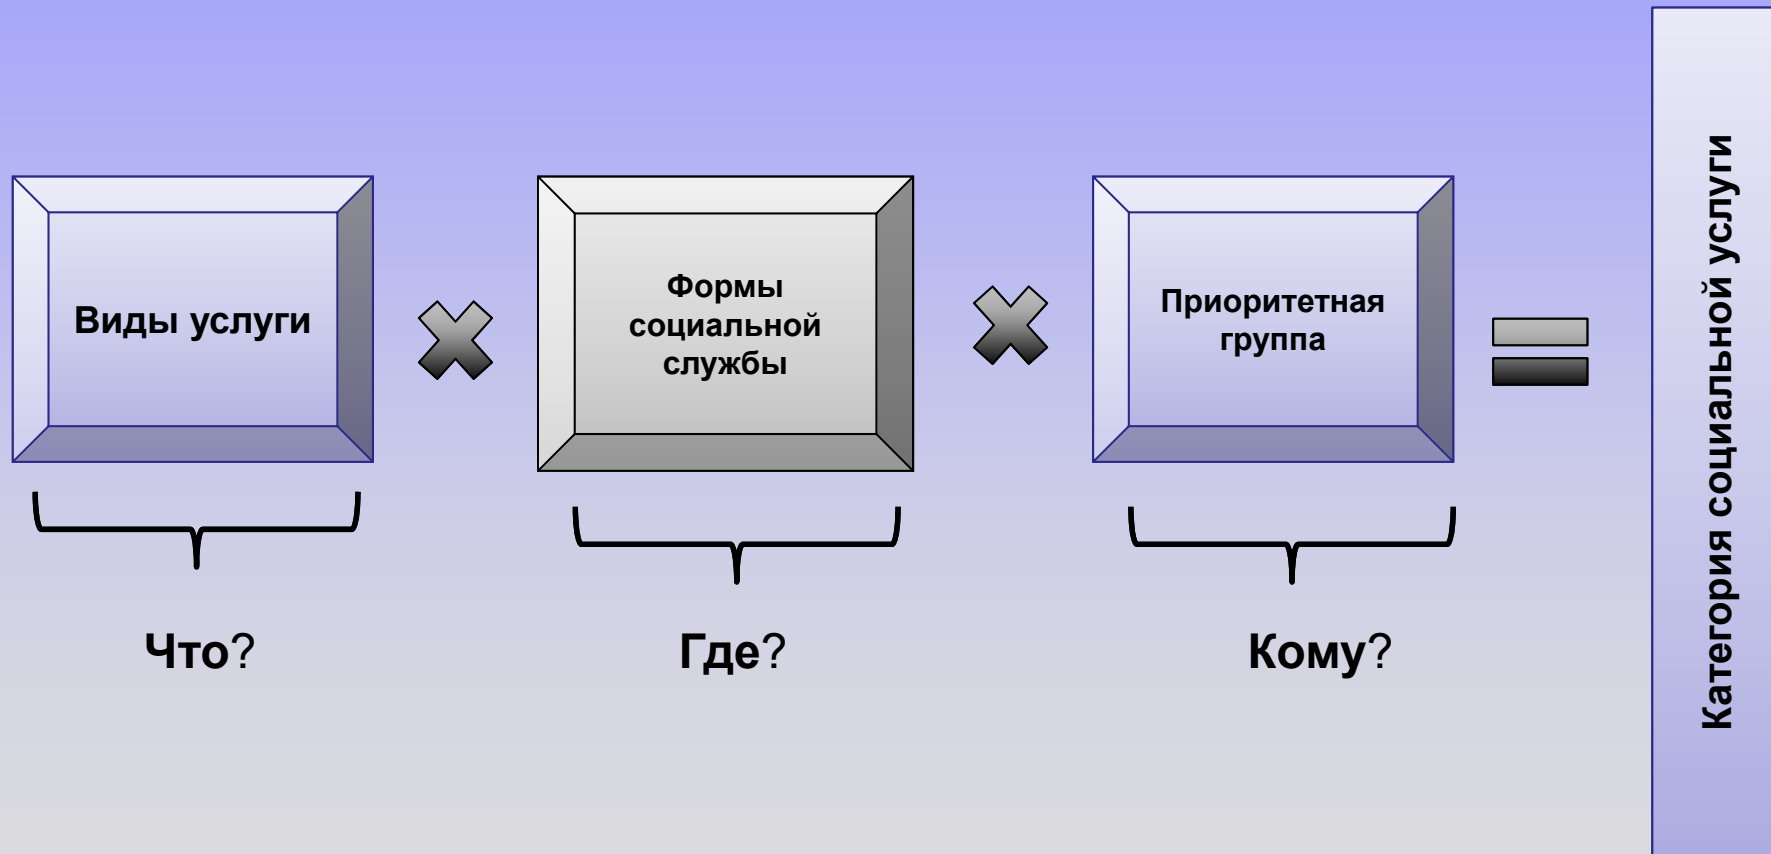 Виды услуги
Формы
социальной
службы
Приоритетная
группа
Что?
Где?
Кому?
Категория социальной услуги